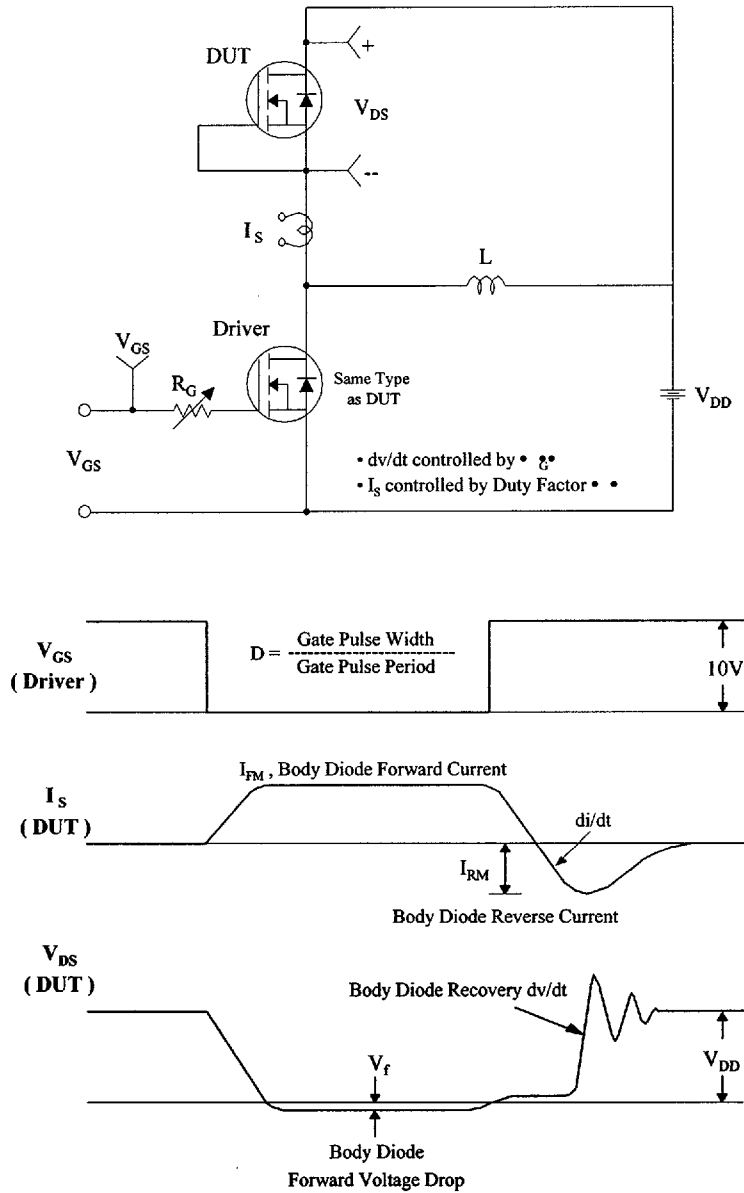 DUT
+
V_DS
--
I_S
L
Driver
V_GS
R_G
Same Type
as DUT
V_DD
V_GS
• dv/dt controlled by • G • •
• I_S controlled by Duty Factor • •
V_GS
( Driver )
D = Gate Pulse Width
Gate Pulse Period
10V
I_FM , Body Diode Forward Current
I_S
( DUT )
di/dt
I_RM
Body Diode Reverse Current
V_DS
( DUT )
Body Diode Recovery dv/dt
V_f
V_DD
Body Diode
Forward Voltage Drop